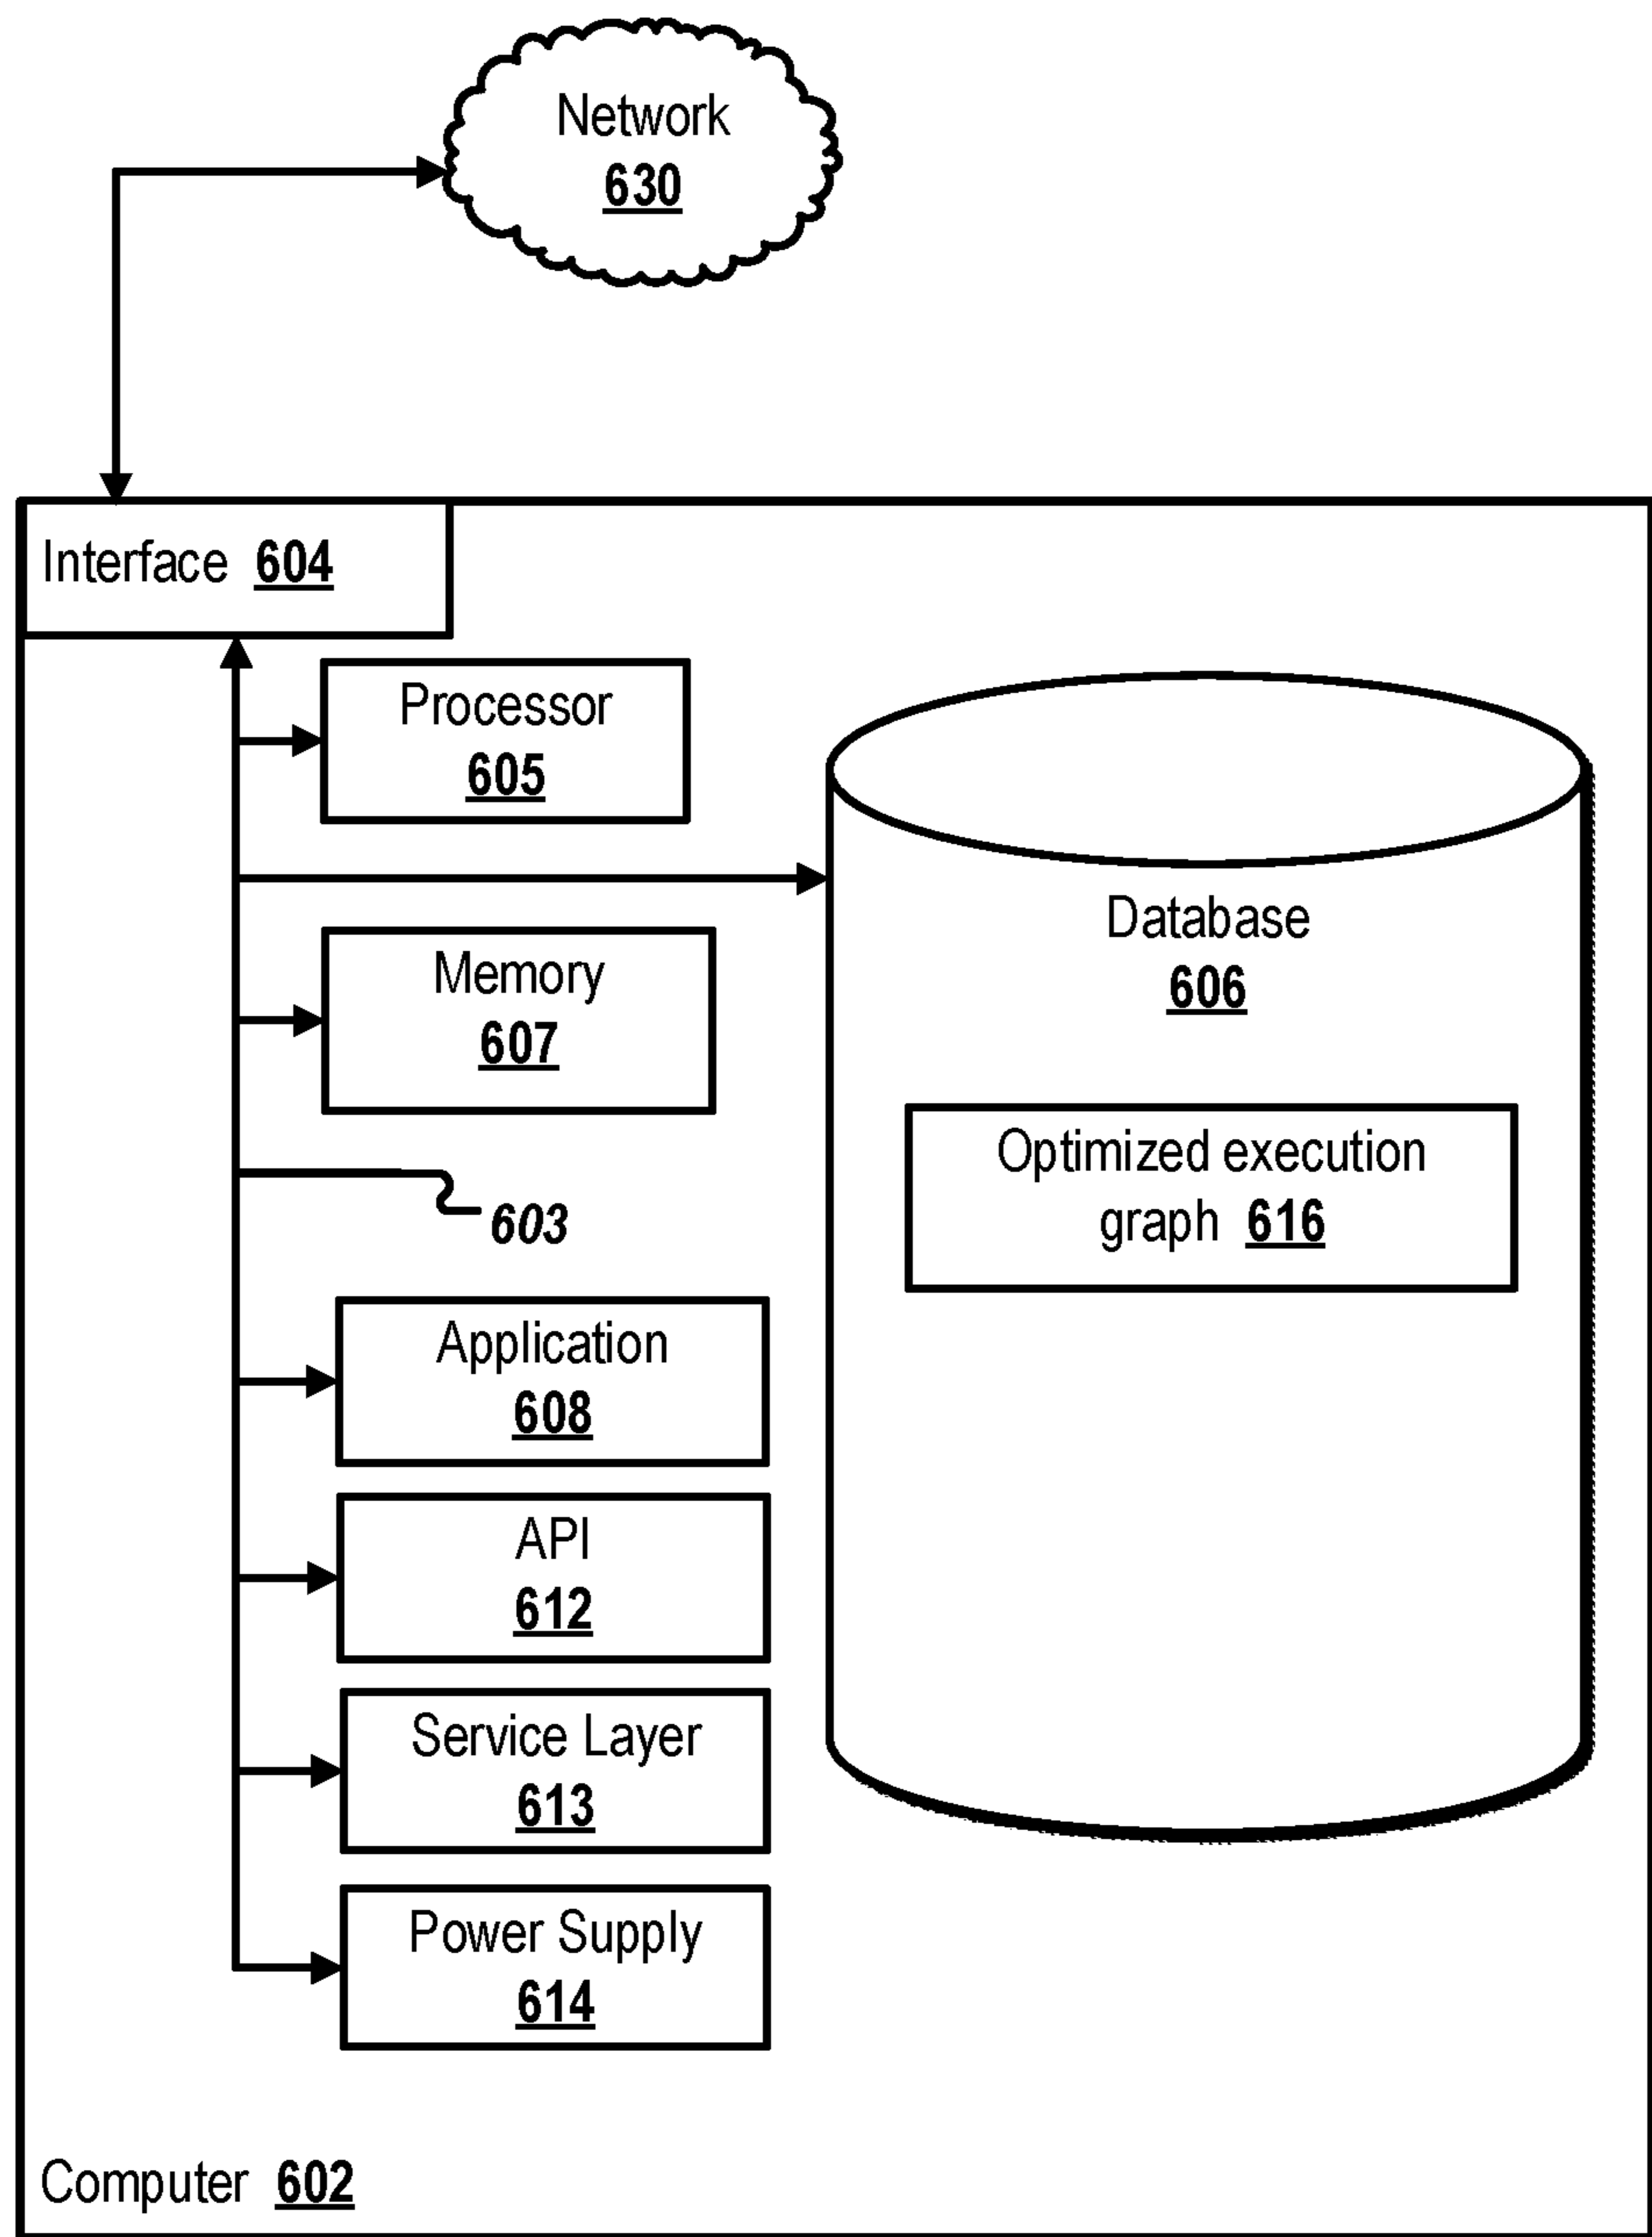 Network
630
Interface 604
Processor
605
Database
606
Memory
607
Optimized execution
graph 616
603
Application
608
API
612
Service Layer
613
Power Supply
614
Computer 602